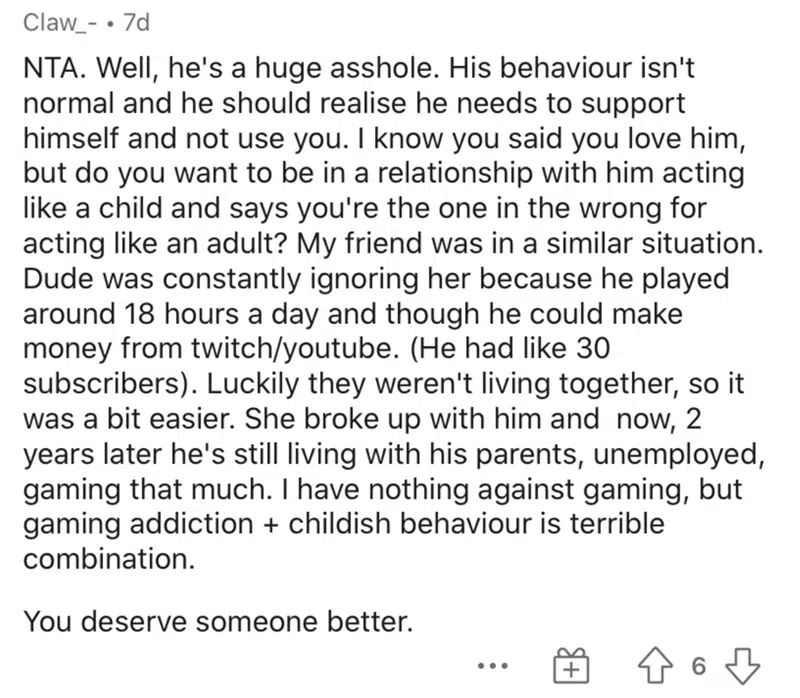 Claw_- • 7d
NTA. Well, he's a huge asshole. His behaviour isn't
normal and he should realise he needs to support
himself and not use you. I know you said you love him,
but do you want to be in a relationship with him acting
like a child and says you're the one in the wrong for
acting like an adult? My friend was in a similar situation.
Dude was constantly ignoring her because he played
around 18 hours a day and though he could make
money from twitch/youtube. (He had like 30
subscribers). Luckily they weren't living together, so it
was a bit easier. She broke up with him and  now, 2
years later he's still living with his parents, unemployed,
gaming that much. I have nothing against gaming, but
gaming addiction + childish behaviour is terrible
combination.
You deserve someone better.
6